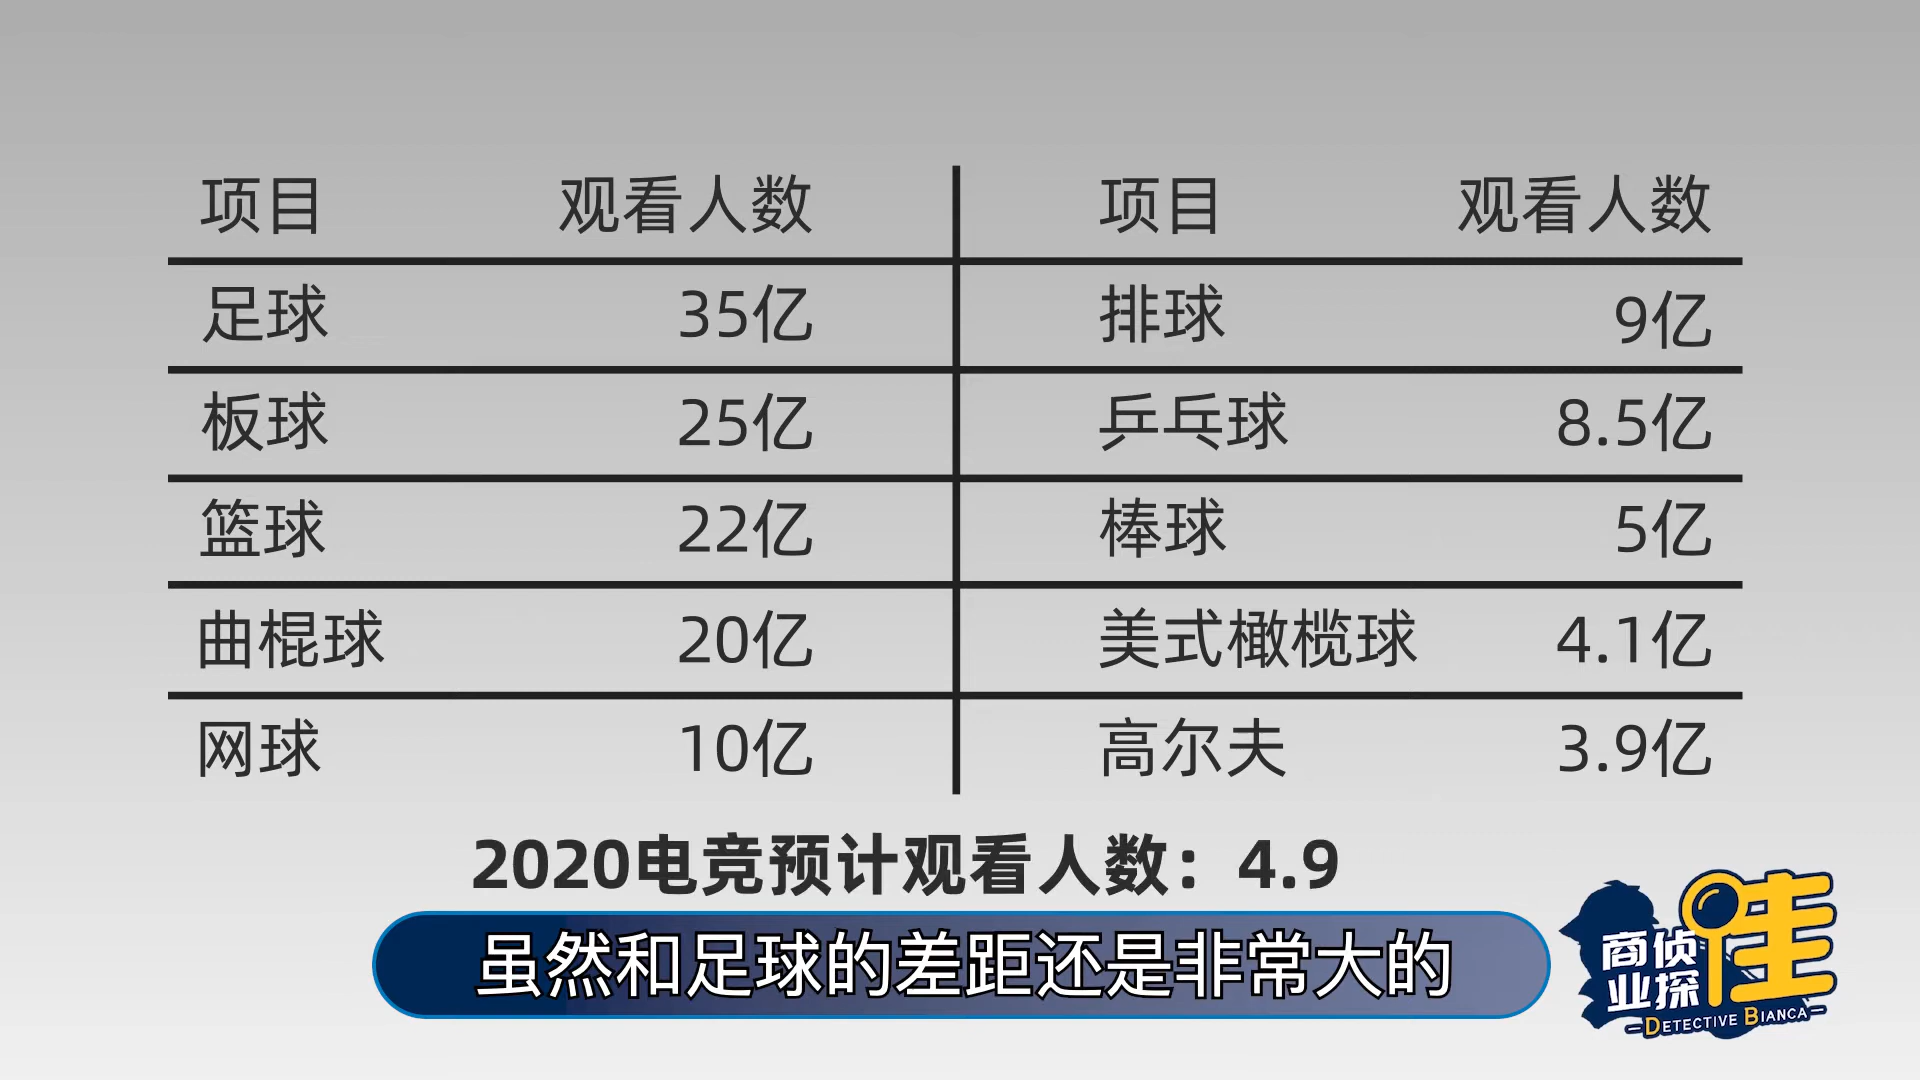 项目 观看人数 项目 观看人数
足球 35亿 排球 9亿
板球 25亿 乒乓球 8.5亿
篮球 22亿 棒球 5亿
曲棍球 20亿 美式橄榄球 4.1亿
网球 10亿 高尔夫 3.9亿
2020电竞预计观看人数：4.9
虽然和足球的差距还是非常大的
商业侦探佳
DETECTIVE BIANCA